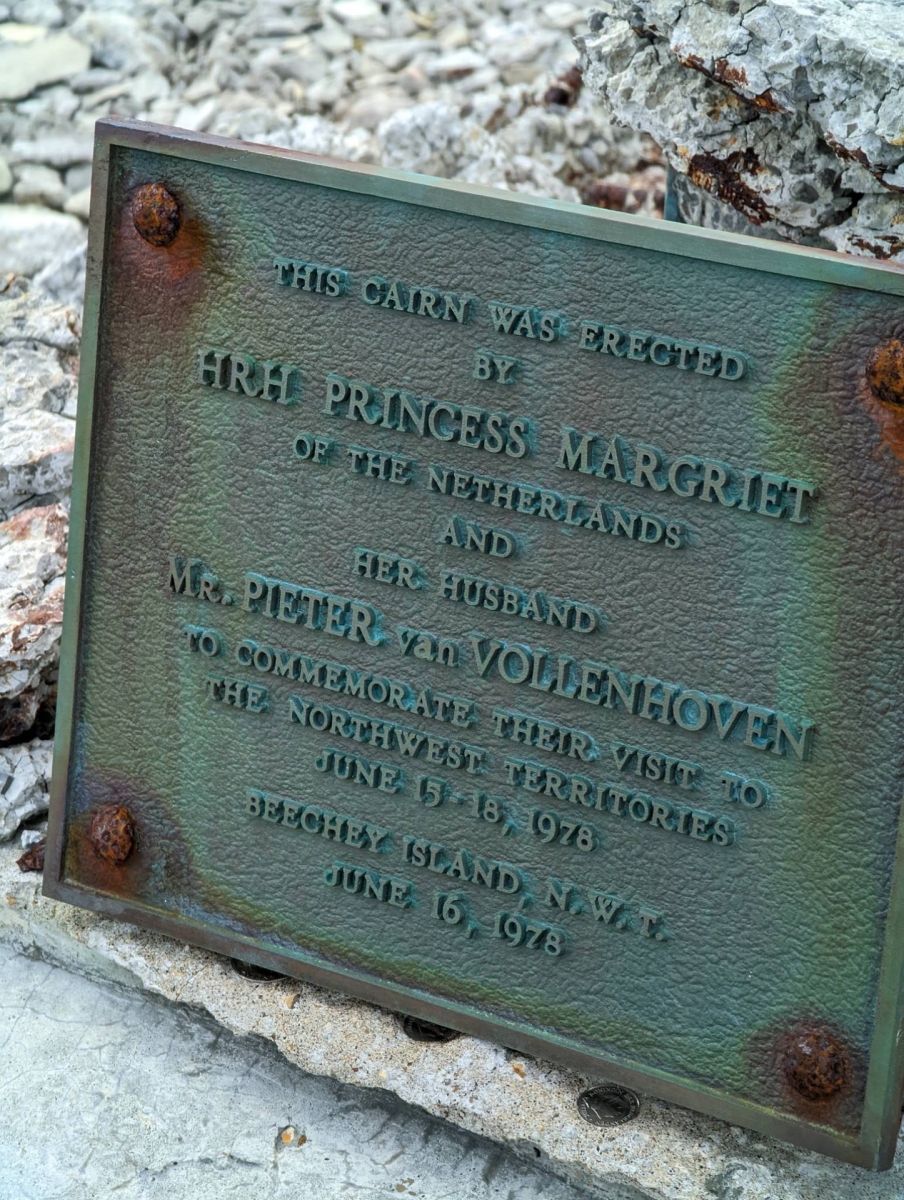 THIS CAIRN WAS ERECTED
BY
HRH PRINCESS MARGRIET
OF THE NETHERLANDS
AND
HER HUSBAND
MR. PIETER van VOLLENHOVEN
TO COMMEMORATE THEIR VISIT TO
THE NORTHWEST TERRITORIES
JUNE 15-18, 1978
BEECHEY ISLAND, N.W.T.
JUNE 16, 1978